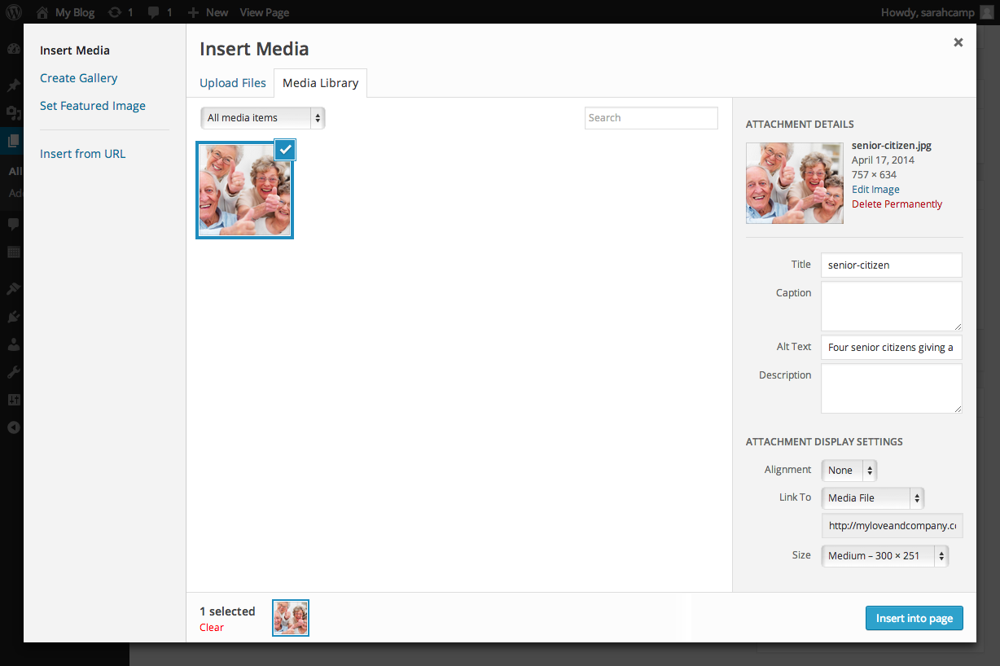 My Blog 1 1 New View Page Howdy, sarahcamp
All
Insert Media
Create Gallery
Set Featured Image
Insert from URL
Insert Media
Upload Files Media Library
All media items
Search
ATTACHMENT DETAILS
senior-citizen.jpg
April 17, 2014
757 × 634
Edit Image
Delete Permanently
Title senior-citizen
Caption
Alt Text Four senior citizens giving a
Description
ATTACHMENT DISPLAY SETTINGS
Alignment None
Link To Media File
http://myloveandcompany.c
Size Medium – 300 × 251
1 selected
Clear
Insert into page